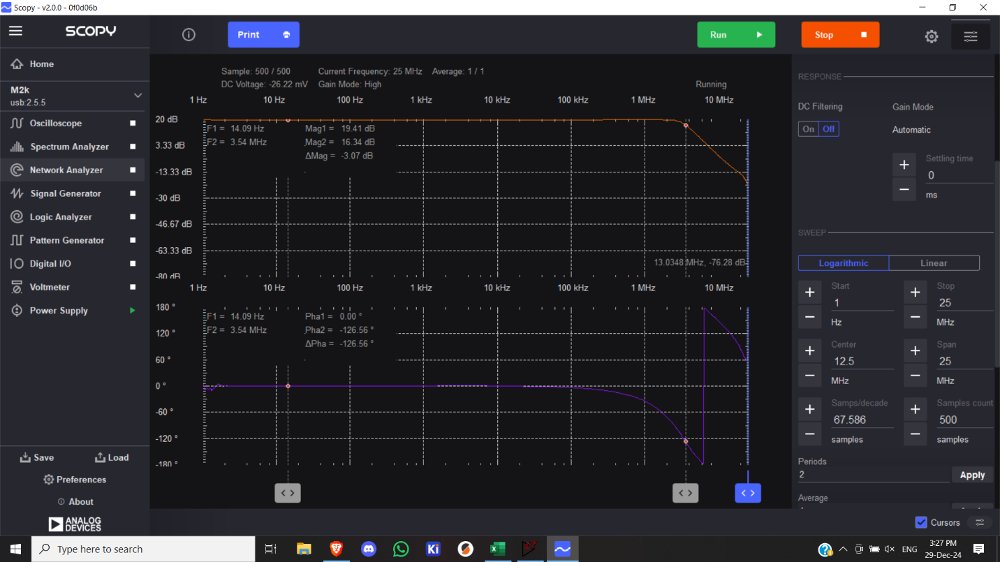 Scopy - v2.0.0 - 0f0d06b
SCOPY
Print
Run
Stop
Home
M2k
usb:2.5.5
Oscilloscope
Spectrum Analyzer
Network Analyzer
Signal Generator
Logic Analyzer
Pattern Generator
Digital I/O
Voltmeter
Power Supply
Save
Load
Preferences
About
ANALOG
DEVICES
Sample: 500 / 500 Current Frequency: 25 MHz Average: 1 / 1
DC Voltage: -26.22 mV Gain Mode: High
Running
1 Hz 10 Hz 100 Hz 1 kHz 10 kHz 100 kHz 1 MHz 10 MHz
20 dB
3.33 dB
-13.33 dB
-30 dB
-46.67 dB
-63.33 dB
-80 dB
F1 = 14.09 Hz Mag1 = 19.41 dB
F2 = 3.54 MHz Mag2 = 16.34 dB
ΔMag = -3.07 dB
13.0348 MHz, -76.28 dB
1 Hz 10 Hz 100 Hz 1 kHz 10 kHz 100 kHz 1 MHz 10 MHz
180 °
120 °
60 °
0 °
-60 °
-120 °
-180 °
F1 = 14.09 Hz Pha1 = 0.00 °
F2 = 3.54 MHz Pha2 = -126.56 °
ΔPha = -126.56 °
RESPONSE
DC Filtering Gain Mode
On Off Automatic
Settling time
0
ms
SWEEP
Logarithmic Linear
Start Stop
1 25
Hz MHz
Center Span
12.5 25
MHz MHz
Samps/decade Samples count
67.586 500
samples samples
Periods
2
Apply
Average
Cursors
Type here to search
Ki
ENG
3:27 PM
29-Dec-24